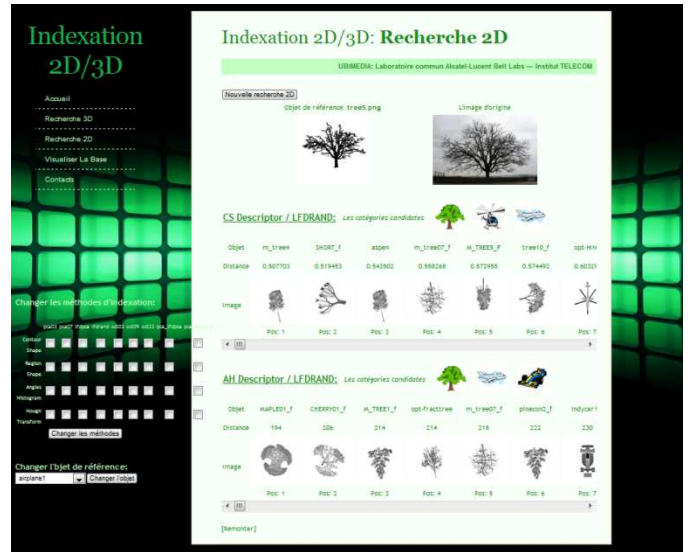 Indexation
2D/3D
Accueil
Recherche 3D
Recherche 2D
Visualiser La Base
Contacts
Changer les méthodes d'indexation:
Contour
Shape
Region
Shape
Angles
Histogram
Hough
Transform
Changer les méthodes
Changer l'bjet de référence:
airplane1 Changer l'objet
Indexation 2D/3D: Recherche 2D
UBIMEDIA: Laboratoire commun Alcatel-Lucent Bell Labs — Institut TELECOM
Nouvelle recherche 2D
Objet de référence: tree5.png L'image d'origine
CS Descriptor / LFDRAND: Les catégories candidates
Objet m_tree4 SHORT_f aspen m_tree07_f M_TREE5_F tree10_f
Distance 0.507703 0.519453 0.543502 0.558268 0.572955 0.574492
Image
Pos: 1 Pos: 2 Pos: 3 Pos: 4 Pos: 5 Pos: 6 Pos: 7
AH Descriptor / LFDRAND: Les catégories candidates
Objet MAPLE01_f CHERRY01_f M_TREE1_f opt-fracttree m_tree07_f pinecon2_f indycar
Distance 194 206 214 214 218 222 230
Image
Pos: 1 Pos: 2 Pos: 3 Pos: 4 Pos: 5 Pos: 6 Pos: 7
[Remonter]